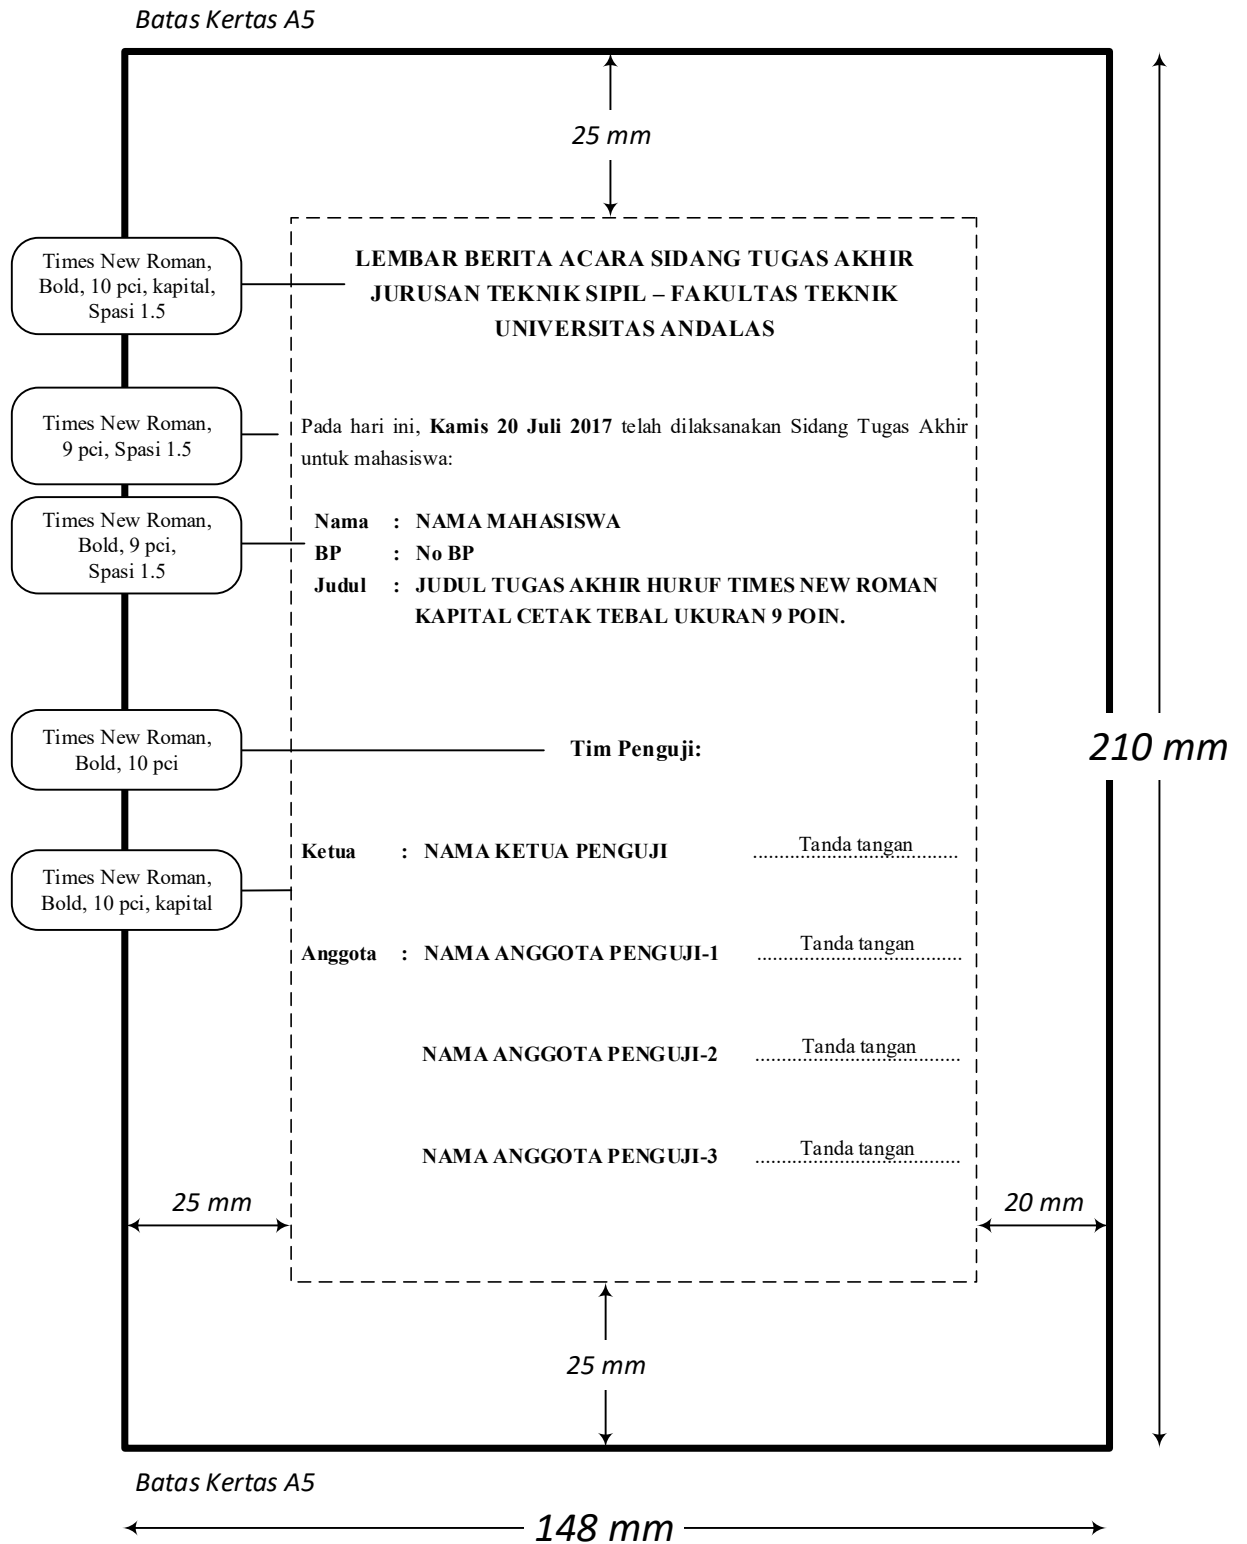 Batas Kertas A5
25 mm
Times New Roman,
Bold, 10 pci, kapital,
Spasi 1.5
LEMBAR BERITA ACARA SIDANG TUGAS AKHIR
JURUSAN TEKNIK SIPIL – FAKULTAS TEKNIK
UNIVERSITAS ANDALAS
Times New Roman,
9 pci, Spasi 1.5
Pada hari ini, Kamis 20 Juli 2017 telah dilaksanakan Sidang Tugas Akhir
untuk mahasiswa:
Times New Roman,
Bold, 9 pci,
Spasi 1.5
Nama : NAMA MAHASISWA
BP : No BP
Judul : JUDUL TUGAS AKHIR HURUF TIMES NEW ROMAN
KAPITAL CETAK TEBAL UKURAN 9 POIN.
Times New Roman,
Bold, 10 pci
Tim Penguji:
210 mm
Ketua : NAMA KETUA PENGUJI Tanda tangan
Times New Roman,
Bold, 10 pci, kapital
Anggota : NAMA ANGGOTA PENGUJI-1 Tanda tangan
NAMA ANGGOTA PENGUJI-2 Tanda tangan
NAMA ANGGOTA PENGUJI-3 Tanda tangan
25 mm
20 mm
25 mm
Batas Kertas A5
148 mm